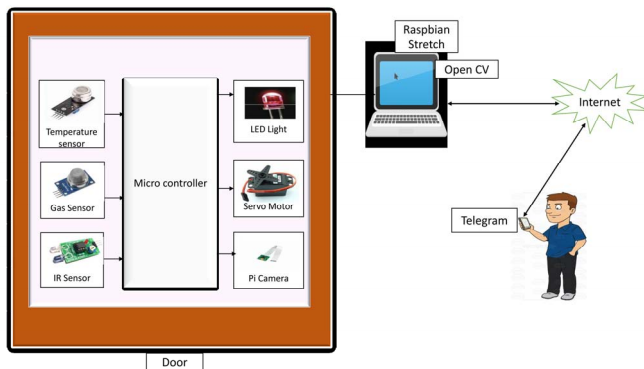 Raspbian
Stretch
Open CV
Internet
Temperature
sensor
LED Light
Micro controller
Gas Sensor
Servo Motor
Telegram
IR Sensor
Pi Camera
Door